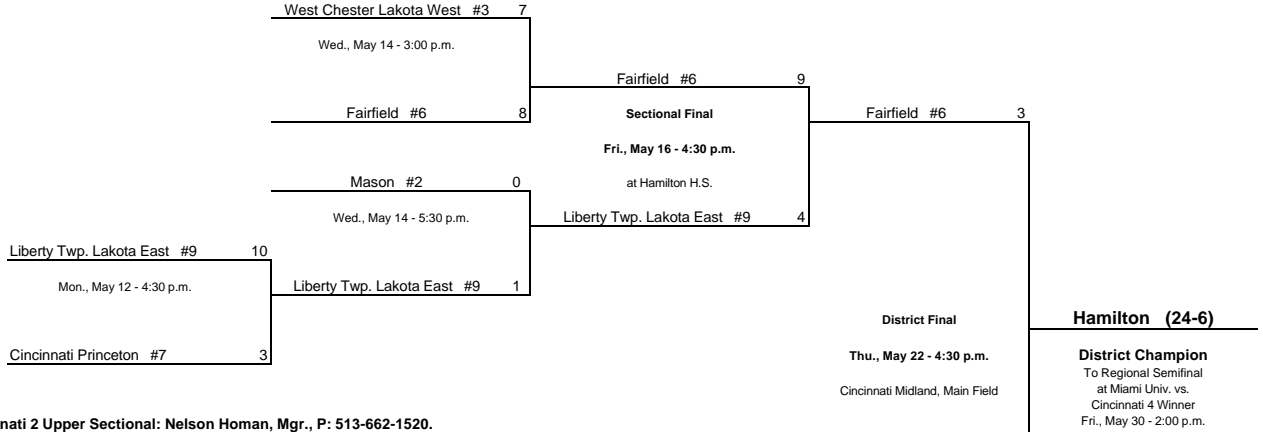 West Chester Lakota West #3 7
Wed., May 14 - 3:00 p.m.
Fairfield #6 8
Fairfield #6 9
Sectional Final
Fri., May 16 - 4:30 p.m.
at Hamilton H.S.
Liberty Twp. Lakota East #9 4
Fairfield #6 3
Mason #2 0
Wed., May 14 - 5:30 p.m.
Liberty Twp. Lakota East #9 1
Liberty Twp. Lakota East #9 10
Mon., May 12 - 4:30 p.m.
Cincinnati Princeton #7 3
District Final
Thu., May 22 - 4:30 p.m.
Cincinnati Midland, Main Field
Hamilton (24-6)
District Champion
To Regional Semifinal
at Miami Univ. vs.
Cincinnati 4 Winner
Fri., May 30 - 2:00 p.m.
nati 2 Upper Sectional: Nelson Homan, Mgr., P: 513-662-1520.